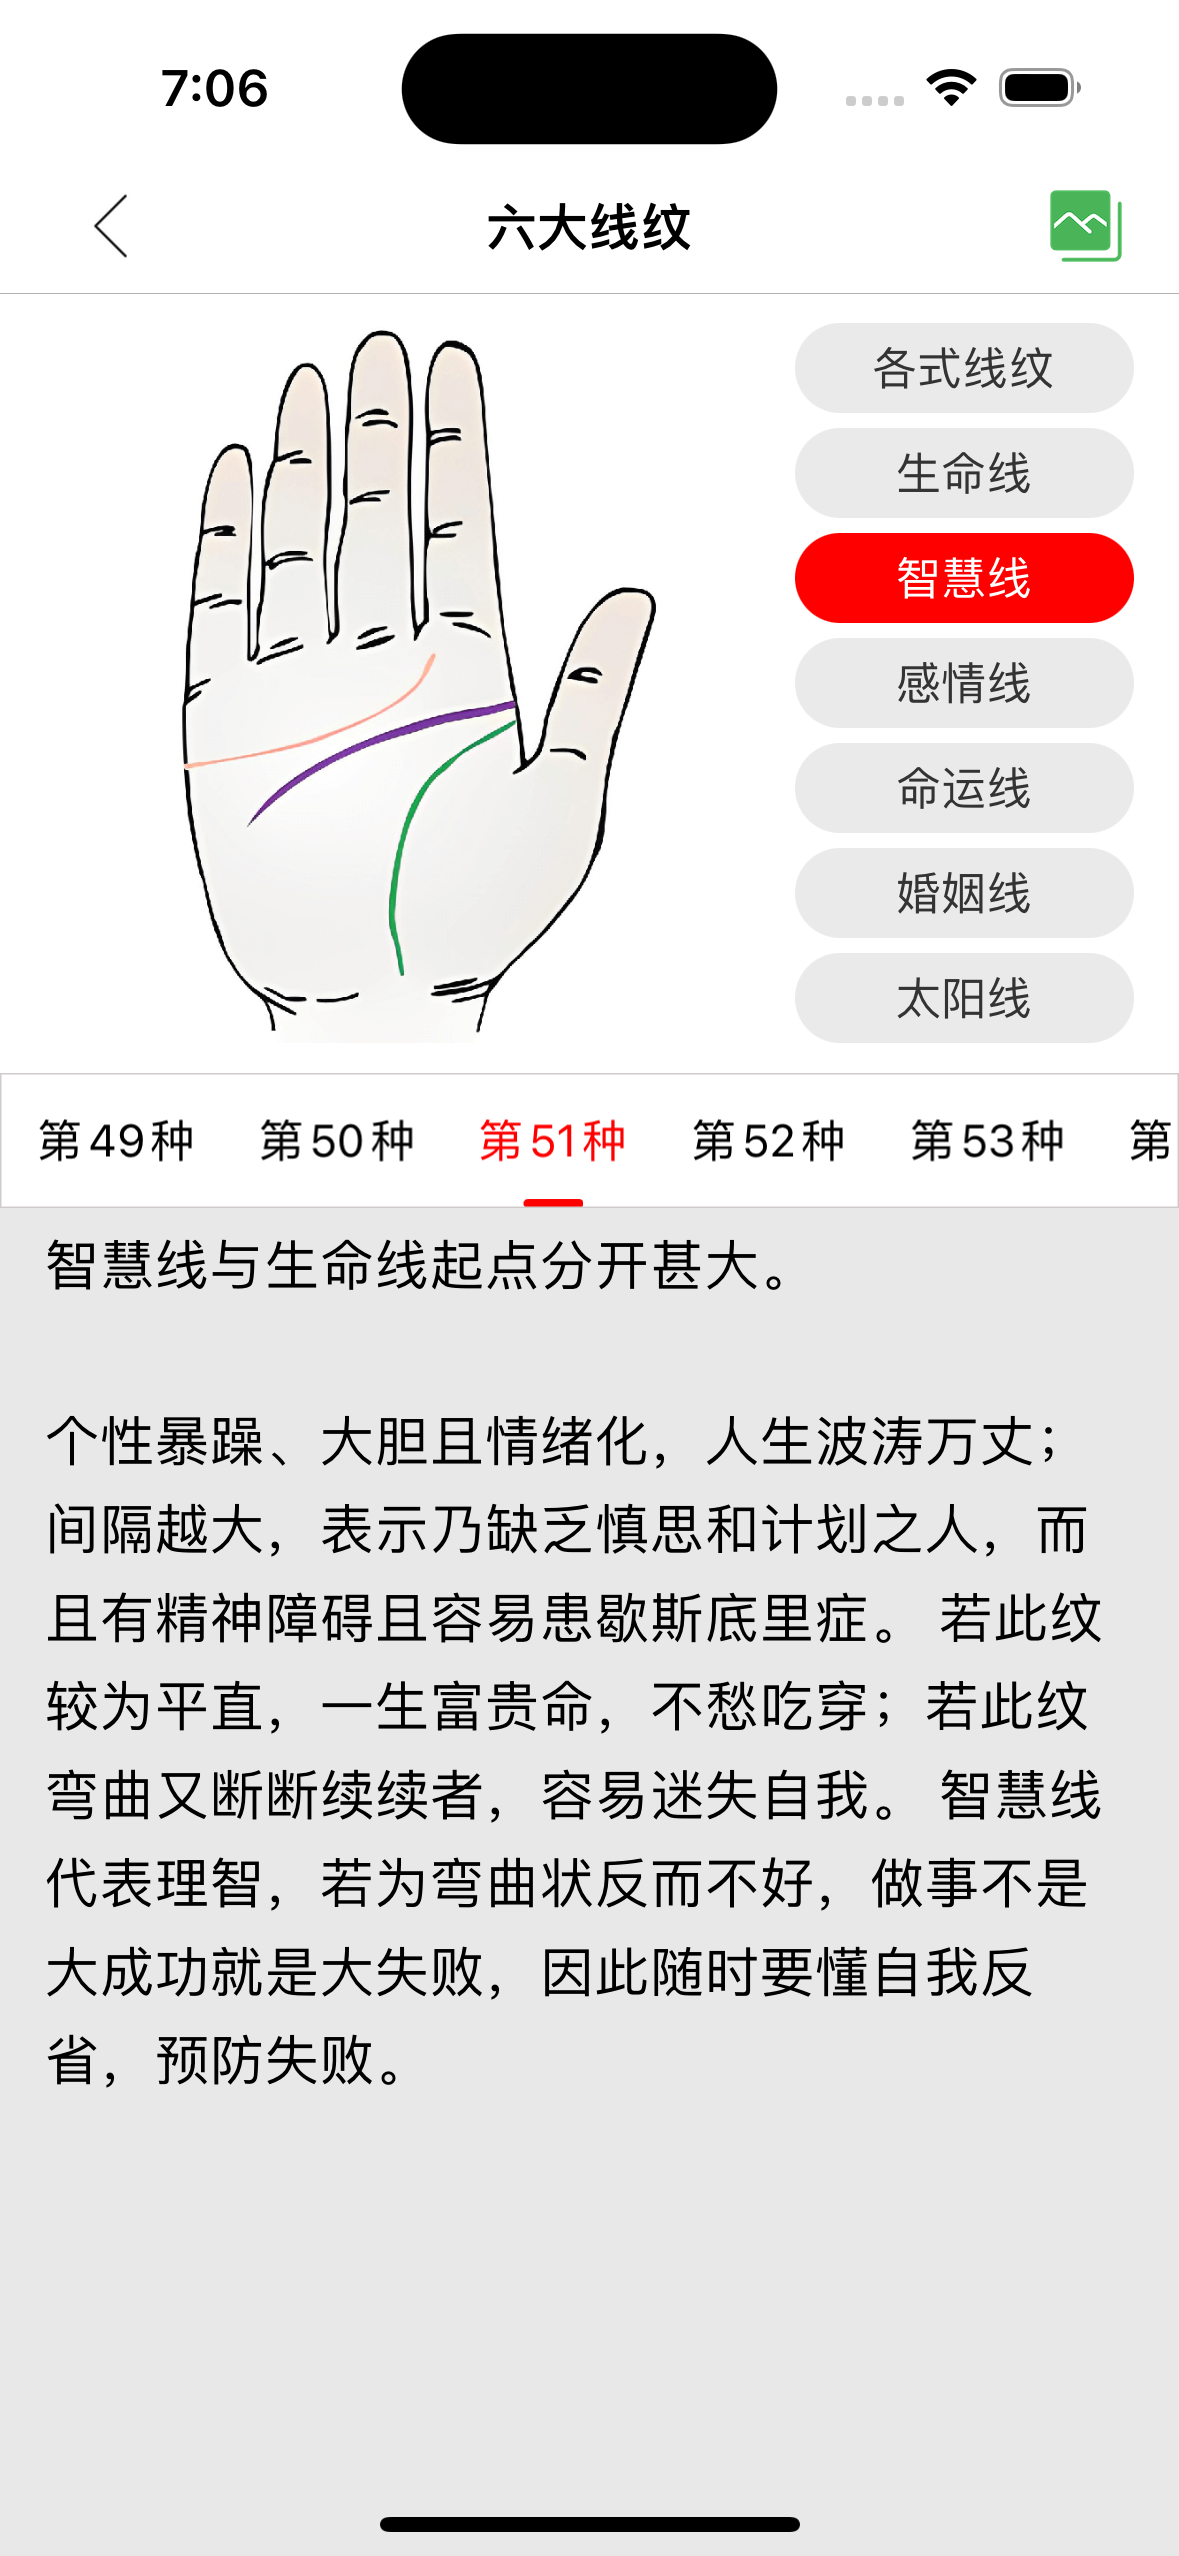 7:06
六大线纹
各式线纹
生命线
智慧线
感情线
命运线
婚姻线
太阳线
第49种 第50种 第51种 第52种 第53种 第
智慧线与生命线起点分开甚大。
个性暴躁、大胆且情绪化，人生波涛万丈；
间隔越大，表示乃缺乏慎思和计划之人，而
且有精神障碍且容易患歇斯底里症。 若此纹
较为平直，一生富贵命，不愁吃穿；若此纹
弯曲又断断续续者，容易迷失自我。 智慧线
代表理智，若为弯曲状反而不好，做事不是
大成功就是大失败，因此随时要懂自我反
省，预防失败。